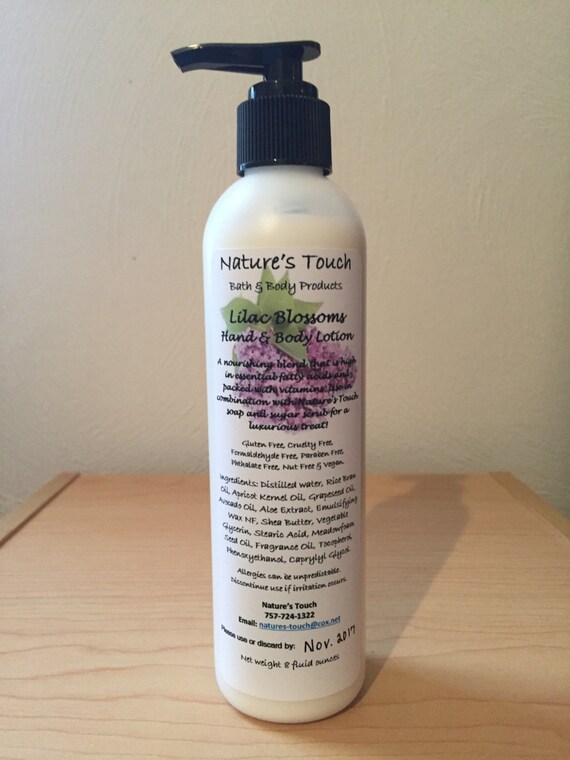 Nature's Touch
Bath & Body Products
Lilac Blossoms
Hand & Body Lotion
A nourishing blend that is high
in essential fatty acids and
packed with vitamins. Use in
combination with Nature's Touch
soap and sugar scrub for a
luxurious treat!
Gluten Free, Cruelty Free,
Formaldehyde Free, Paraben Free,
Phthalate Free, Nut Free & Vegan.
Ingredients: Distilled water, Rice Bran
Oil, Apricot Kernel Oil, Grapeseed Oil,
Avocado Oil, Aloe Extract, Emulsifying
Wax NF, Shea Butter, Vegetable
Glycerin, Stearic Acid, Meadowfoam
Seed Oil, Fragrance Oil, Tocopherol
Phenoxyethanol, Caprylyl Glycol
Allergies can be unpredictable.
Discontinue use if irritation occurs.
Nature's Touch
757-724-1322
Email: natures-touch@cox.net
Please use or discard by: Nov. 2017
Net weight 8 fluid ounces